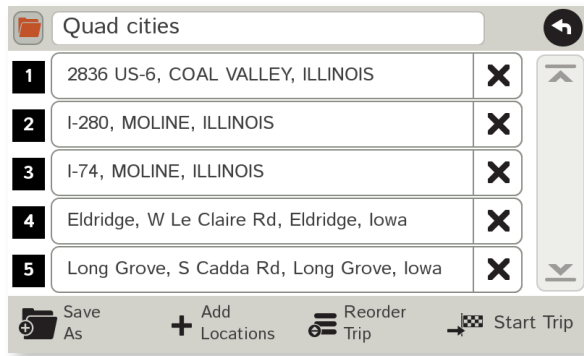 Quad cities
1 2836 US-6, COAL VALLEY, ILLINOIS
2 I-280, MOLINE, ILLINOIS
3 I-74, MOLINE, ILLINOIS
4 Eldridge, W Le Claire Rd, Eldridge, Iowa
5 Long Grove, S Cadda Rd, Long Grove, Iowa
Save As
Add Locations
Reorder Trip
Start Trip